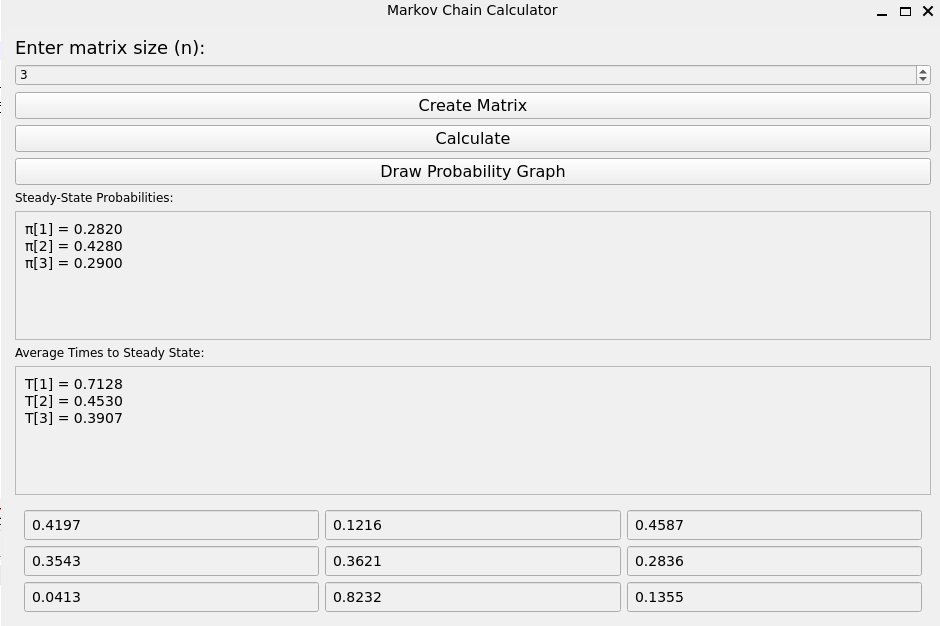 Markov Chain Calculator
Enter matrix size (n):
3
Create Matrix
Calculate
Draw Probability Graph
Steady-State Probabilities:
π[1] = 0.2820
π[2] = 0.4280
π[3] = 0.2900
Average Times to Steady State:
T[1] = 0.7128
T[2] = 0.4530
T[3] = 0.3907
0.4197 0.1216 0.4587
0.3543 0.3621 0.2836
0.0413 0.8232 0.1355